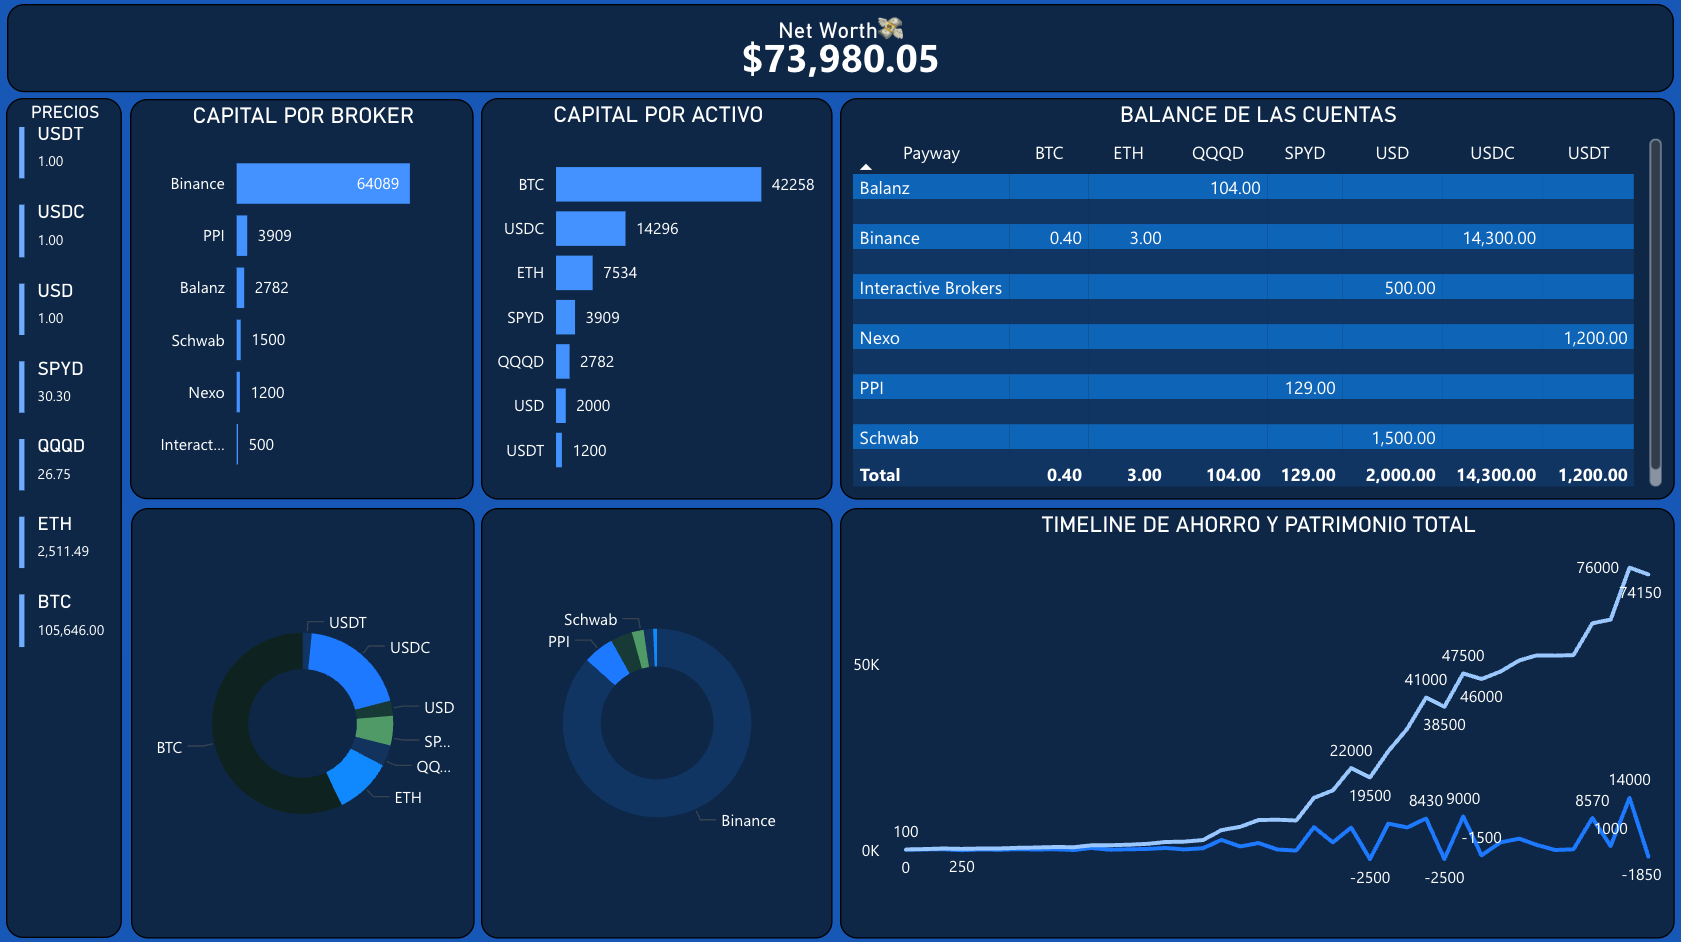 Net Worth💸
$73,980.05
PRECIOS
USDT
1.00
USDC
1.00
USD
1.00
SPYD
30.30
QQQD
26.75
ETH
2,511.49
BTC
105,646.00
CAPITAL POR BROKER
Binance 64089
PPI 3909
Balanz 2782
Schwab 1500
Nexo 1200
Interact... 500
CAPITAL POR ACTIVO
BTC 42258
USDC 14296
ETH 7534
SPYD 3909
QQQD 2782
USD 2000
USDT 1200
BALANCE DE LAS CUENTAS
Payway BTC ETH QQQD SPYD USD USDC USDT
Balanz 104.00
Binance 0.40 3.00 14,300.00
Interactive Brokers 500.00
Nexo 1,200.00
PPI 129.00
Schwab 1,500.00
Total 0.40 3.00 104.00 129.00 2,000.00 14,300.00 1,200.00
USDT
USDC
USD
SP...
QQ...
ETH
BTC
Schwab
PPI
Binance
TIMELINE DE AHORRO Y PATRIMONIO TOTAL
76000
74150
50K
47500
41000
46000
38500
22000
19500
14000
8430
9000
8570
1000
-1500
100
0K
0
250
-2500
-2500
-1850